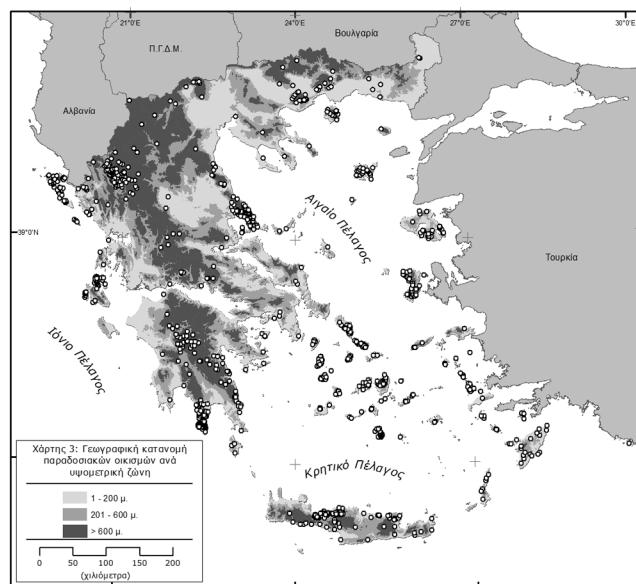 21°0'E
24°0'E
27°0'E
30°0'E
Βουλγαρία
Π.Γ.Δ.Μ.
Αλβανία
Αιγαίο Πέλαγος
39°0'N
Τουρκία
Ιόνιο Πέλαγος
Κρητικό Πέλαγος
Χάρτης 3: Γεωγραφική κατανομή
παραδοσιακών οικισμών ανά
υψομετρική ζώνη
1 - 200 μ.
201 - 600 μ.
> 600 μ.
0 50 100 150 200
(χιλιόμετρα)